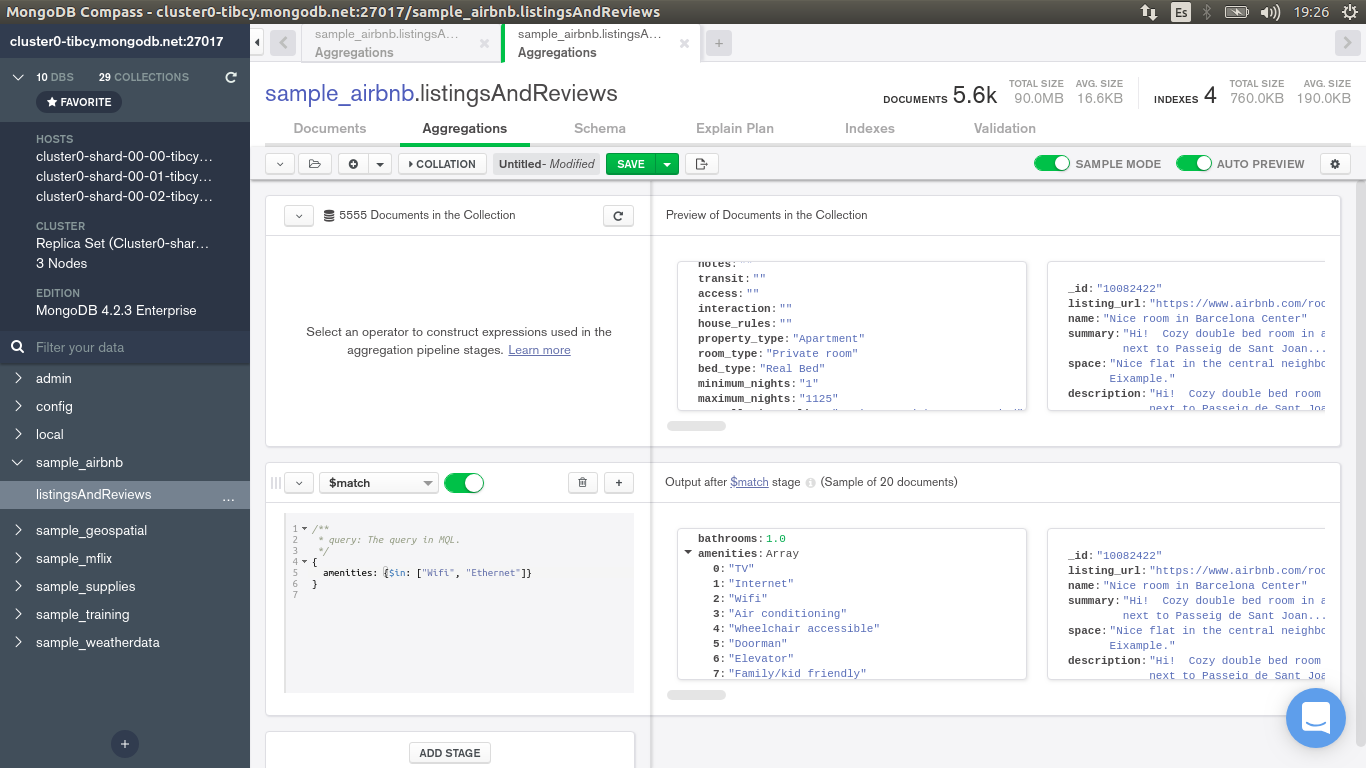 MongoDB Compass - cluster0-tibcy.mongodb.net:27017/sample_airbnb.listingsAndReviews
Es
19:26
cluster0-tibcy.mongodb.net:27017
10 DBS 29 COLLECTIONS
FAVORITE
HOSTS
cluster0-shard-00-00-tibcy...
cluster0-shard-00-01-tibcy...
cluster0-shard-00-02-tibcy...
CLUSTER
Replica Set (Cluster0-shar...
3 Nodes
EDITION
MongoDB 4.2.3 Enterprise
Filter your data
admin
config
local
sample_airbnb
listingsAndReviews ...
sample_geospatial
sample_mflix
sample_supplies
sample_training
sample_weatherdata
+
sample_airbnb.listingsA...
Aggregations
sample_airbnb.listingsA...
Aggregations
+
sample_airbnb.listingsAndReviews
DOCUMENTS 5.6k
TOTAL SIZE
90.0MB
AVG. SIZE
16.6KB
INDEXES 4
TOTAL SIZE
760.0KB
AVG. SIZE
190.0KB
Documents Aggregations Schema Explain Plan Indexes Validation
COLLATION
Untitled- Modified
SAVE
SAMPLE MODE
AUTO PREVIEW
5555 Documents in the Collection
Preview of Documents in the Collection
Select an operator to construct expressions used in the
aggregation pipeline stages. Learn more
notes: ""
transit: ""
access: ""
interaction: ""
house_rules: ""
property_type: "Apartment"
room_type: "Private room"
bed_type: "Real Bed"
minimum_nights: "1"
maximum_nights: "1125"
_id: "10082422"
listing_url: "https://www.airbnb.com/roo
name: "Nice room in Barcelona Center"
summary: "Hi!  Cozy double bed room in a
next to Passeig de Sant Joan...
space: "Nice flat in the central neighbo
Eixample."
description: "Hi!  Cozy double bed room
next to Passeig de Sant Joa
$match
+
Output after $match stage (Sample of 20 documents)
1 /**
2  * query: The query in MQL.
3  */
4 {
5   amenities: {$in: ["Wifi", "Ethernet"]}
6 }
7
bathrooms: 1.0
amenities: Array
0: "TV"
1: "Internet"
2: "Wifi"
3: "Air conditioning"
4: "Wheelchair accessible"
5: "Doorman"
6: "Elevator"
7: "Family/kid friendly"
_id: "10082422"
listing_url: "https://www.airbnb.com/roo
name: "Nice room in Barcelona Center"
summary: "Hi!  Cozy double bed room in a
next to Passeig de Sant Joan...
space: "Nice flat in the central neighbo
Eixample."
description: "Hi!  Cozy double bed room
next to Passeig de Sant Joa
ADD STAGE